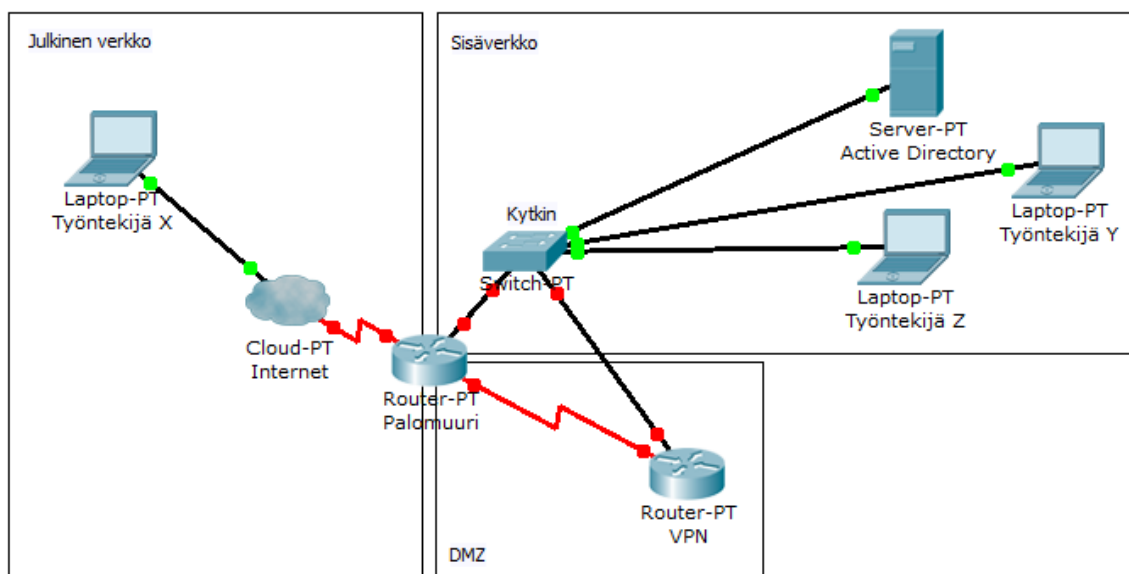 Julkinen verkko
Laptop-PT
Työntekijä X
Cloud-PT
Internet
Router-PT
Palomuuri
Sisäverkko
Server-PT
Active Directory
Laptop-PT
Työntekijä Y
Kytkin
Switch-PT
Laptop-PT
Työntekijä Z
Router-PT
VPN
DMZ